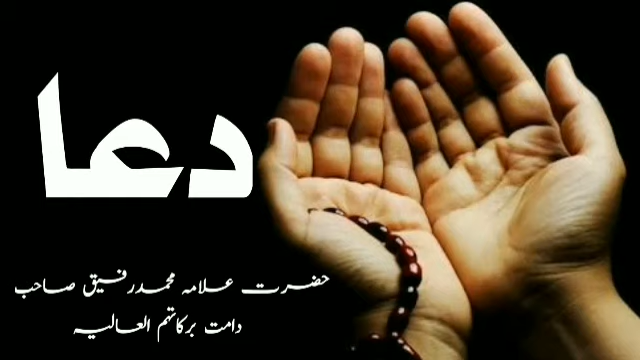 دعا
حضرت علامہ محمد رفیق صاحب
دامت برکاتہم العالیہ